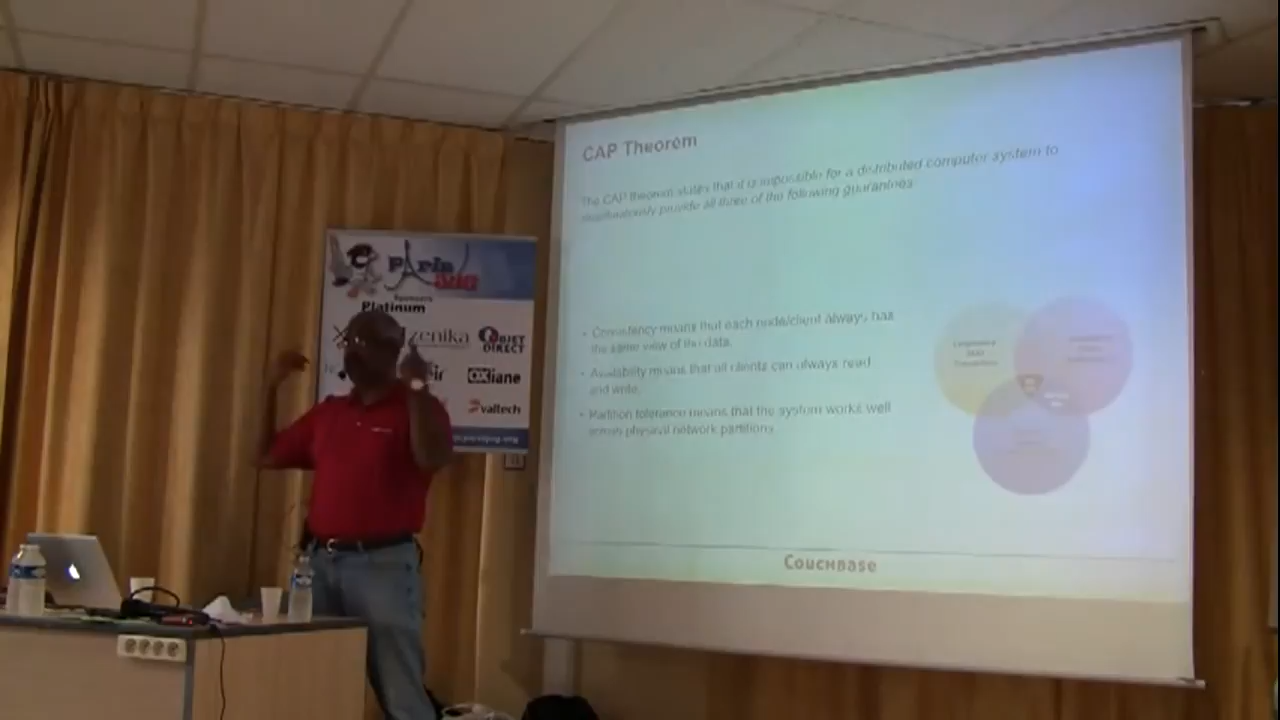 CAP Theorem
The CAP theorem states that it is impossible for a distributed computer system to
simultaneously provide all three of the following guarantees
• Consistency means that each node/client always has
the same view of the data.
• Availability means that all clients can always read
and write.
• Partition tolerance means that the system works well
across physical network partitions.
COUCHBASE
Paris
JUG
Sponsors
Platinum
zenika
OBJET
DIRECT
OXiane
valtech